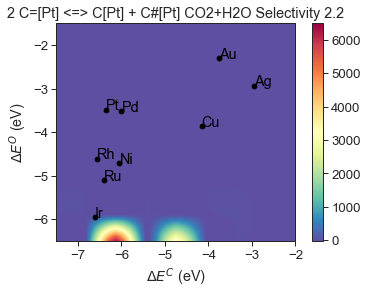 2 C=[Pt] <=> C[Pt] + C#[Pt] CO2+H2O Selectivity 2.2
6000
5000
4000
3000
2000
1000
0
−2
−3
−4
−5
−6
ΔE^O (eV)
Au
Ag
Pt
Pd
Cu
Rh
Ni
Ru
Ir
−7
−6
−5
−4
−3
−2
ΔE^C (eV)